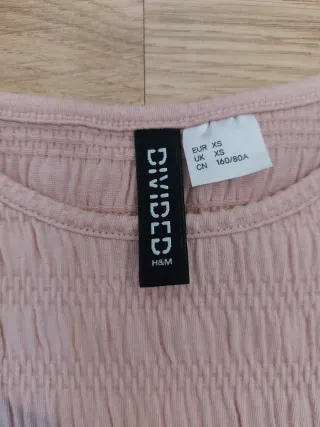 DIVIDED
H&M
EUR XS
UK XS
CN 160/80A